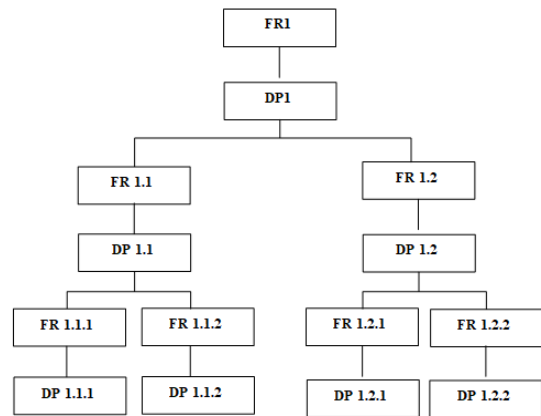 FR1
DP1
FR 1.1
FR 1.2
DP 1.1
DP 1.2
FR 1.1.1
FR 1.1.2
FR 1.2.1
FR 1.2.2
DP 1.1.1
DP 1.1.2
DP 1.2.1
DP 1.2.2